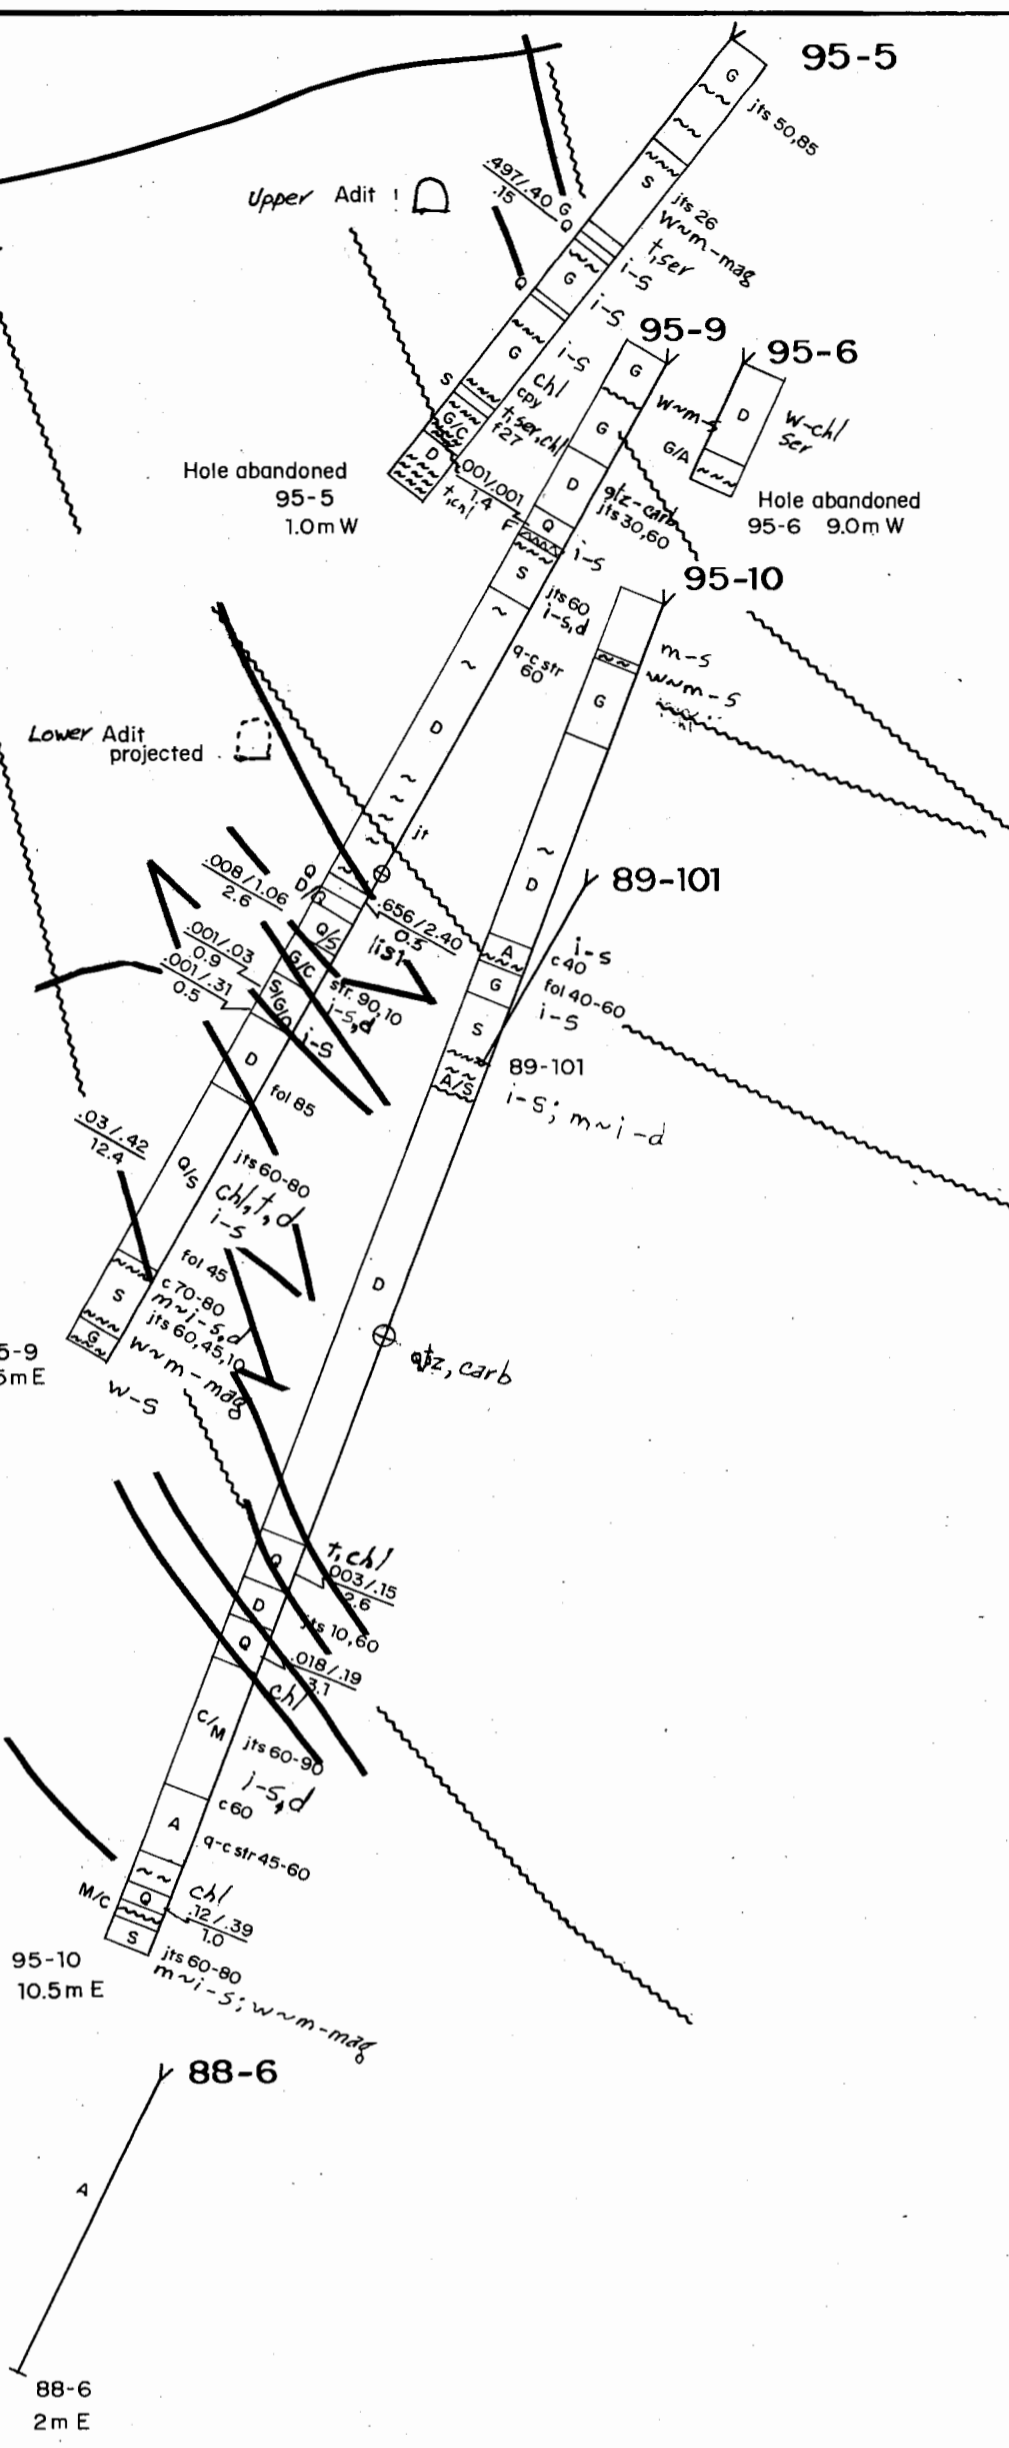 95-5
G
jts 50,85
S
Upper Adit
.497/.40
.15
G
Q
jts 26
w~m-mag
t,ser
i-s
G
Q
i-s
95-9
95-6
G
i-s
S
chl
cpy
t,ser,chl
f27
G/C
D
Hole abandoned
95-5
1.0m W
t,chl
.001/.001
1.4
G
w~m-s
G
D
G/A
w-chl
ser
Hole abandoned
95-6 9.0m W
D
qtz-carb
jts 30,60
Q
F
i-s
S
jts 60
i-s,d
95-10
q-c str
60
m-s
w~m-s
G
D
Lower Adit
projected
jt
D
Q
D/Q
.008/1.06
2.6
.656/2.40
0.5
Q/S
list
89-101
.001/.03
0.9
.001/.31
0.5
G/C
str. 90,10
i-s,d
S/G/Q
i-s
A
i-s
c 40
G
fol 40-60
i-s
S
89-101
A/S
i-s; m~i-d
D
fol 85
.03/.42
12.4
Q/S
jts 60-80
chl,t,d
i-s
fol 45
S
c 70-80
m~i-s,d
jts 60,45,10
G
w~m-mag
5-9
5m E
w-s
D
qtz, carb
Q
t,chl
.003/.15
2.6
D
jts 10,60
Q
.018/.19
3.1
chl
C/M
jts 60-90
i-s,d
A
c 60
q-c str 45-60
M/C
Q
chl
.12/.39
1.0
S
95-10
10.5m E
jts 60-80
m~i-s; w~m-mag
88-6
A
88-6
2m E